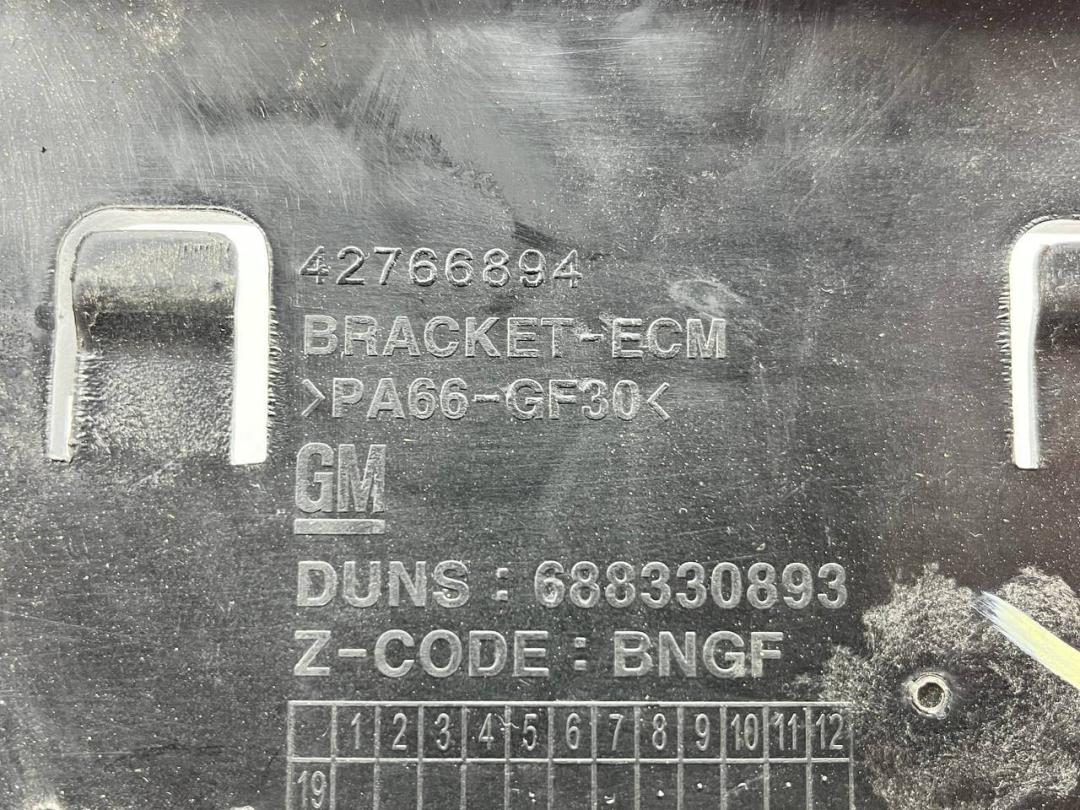 42766894
BRACKET-ECM
>PA66-GF30<
GM
DUNS : 688330893
Z-CODE : BNGF
1 2 3 4 5 6 7 8 9 10 11 12
19